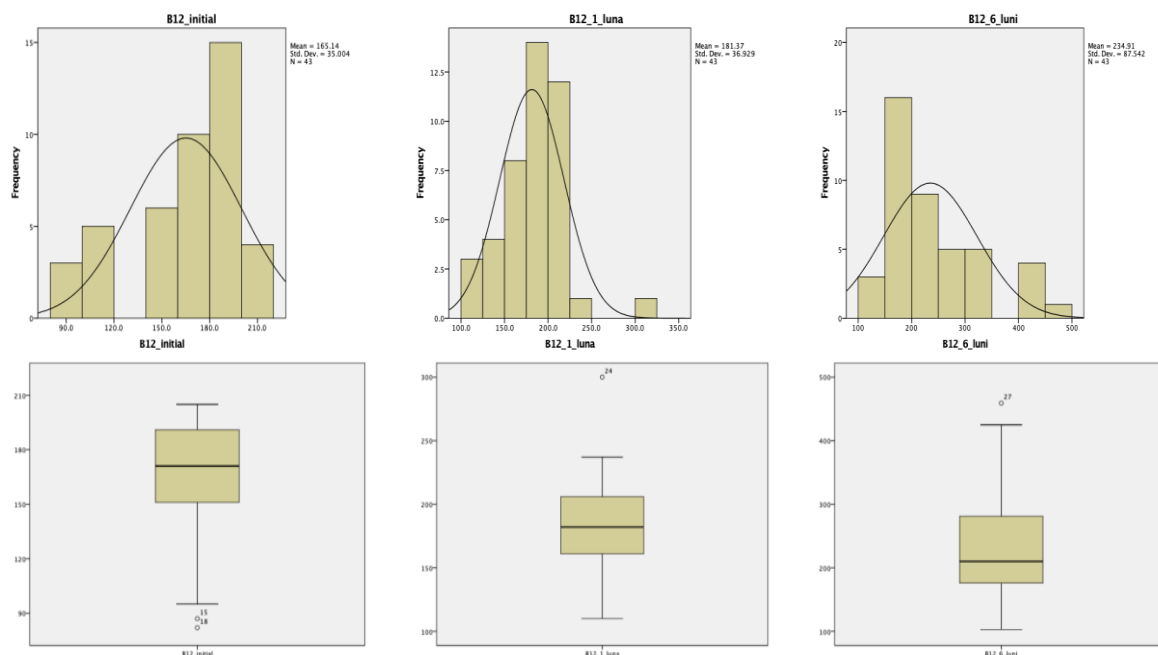 B12_initial
Mean = 165.14
Std. Dev. = 35.004
N = 43
Frequency
15
10
5
0
90.0 120.0 150.0 180.0 210.0
B12_1_luna
Mean = 181.37
Std. Dev. = 36.929
N = 43
Frequency
12.5
10.0
7.5
5.0
2.5
0.0
100.0 150.0 200.0 250.0 300.0 350.0
B12_6_luni
Mean = 234.91
Std. Dev. = 87.542
N = 43
Frequency
20
15
10
5
0
100 200 300 400 500
B12_initial
210
180
150
120
90
15
18
B12_initial
B12_1_luna
300
250
200
150
100
24
B12_1_luna
B12_6_luni
500
400
300
200
100
27
B12_6_luni